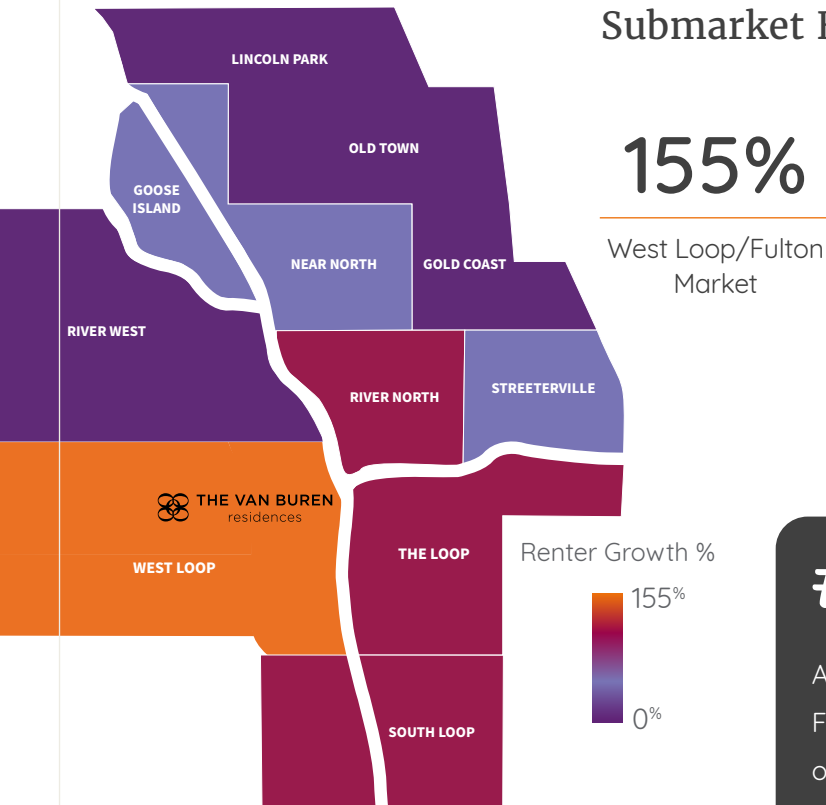 Submarket
LINCOLN PARK
OLD TOWN
155%
GOOSE
ISLAND
West Loop/Fulton
Market
NEAR NORTH
GOLD COAST
RIVER WEST
STREETERVILLE
RIVER NORTH
THE VAN BUREN
residences
THE LOOP
Renter Growth %
WEST LOOP
155%
0%
SOUTH LOOP
A
F
o